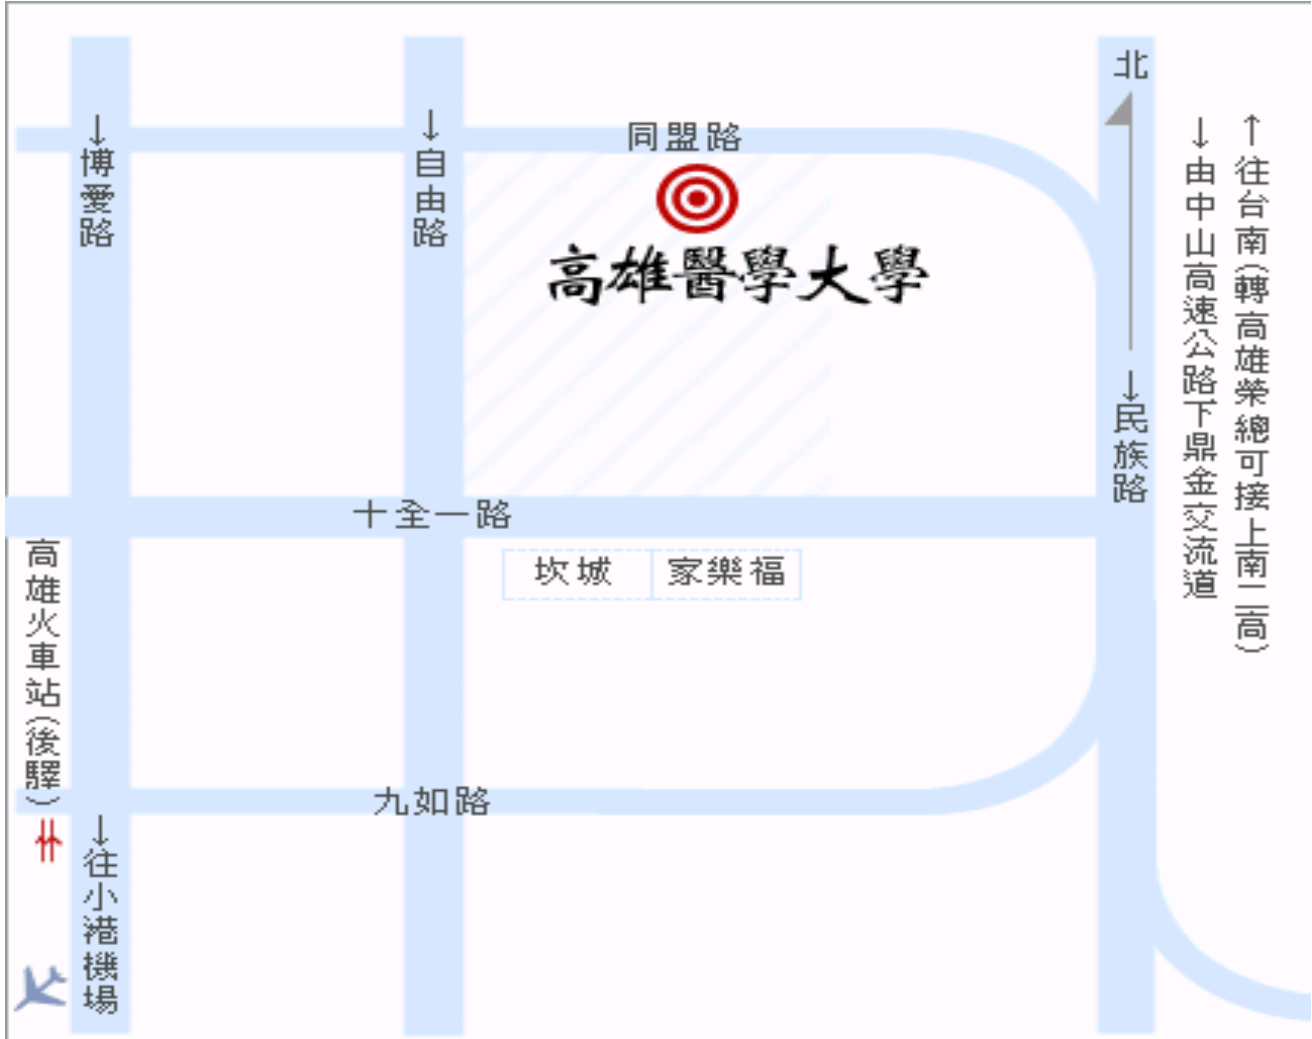 北
同盟路
↓博愛路
↓自由路
高雄醫學大學
↓由中山高速公路下鼎金交流道
↑往台南(轉高雄榮總可接上南二高)
↓民族路
十全一路
坎城
家樂福
高雄火車站(後驛)
九如路
↓往小港機場